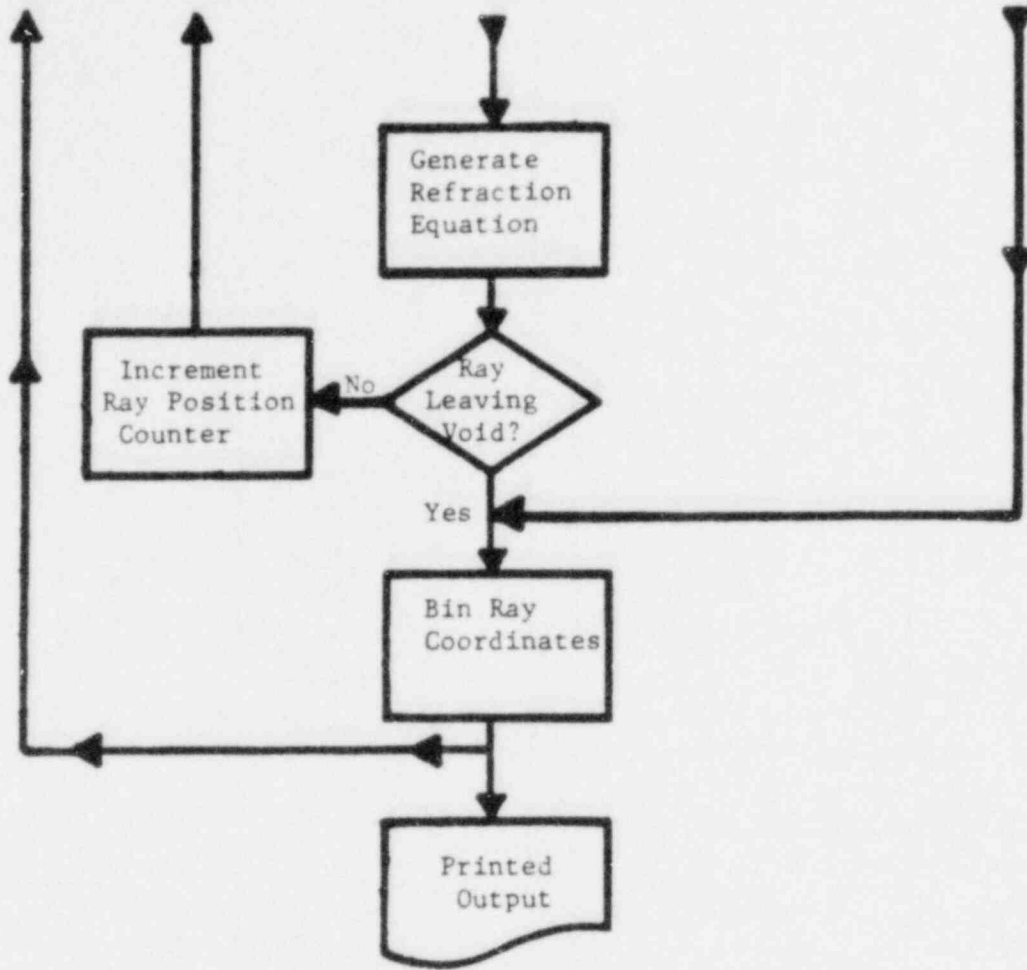 Generate
Refraction
Equation
Increment
Ray Position
Counter
No
Ray
Leaving
Void?
Yes
Bin Ray
Coordinates
Printed
Output